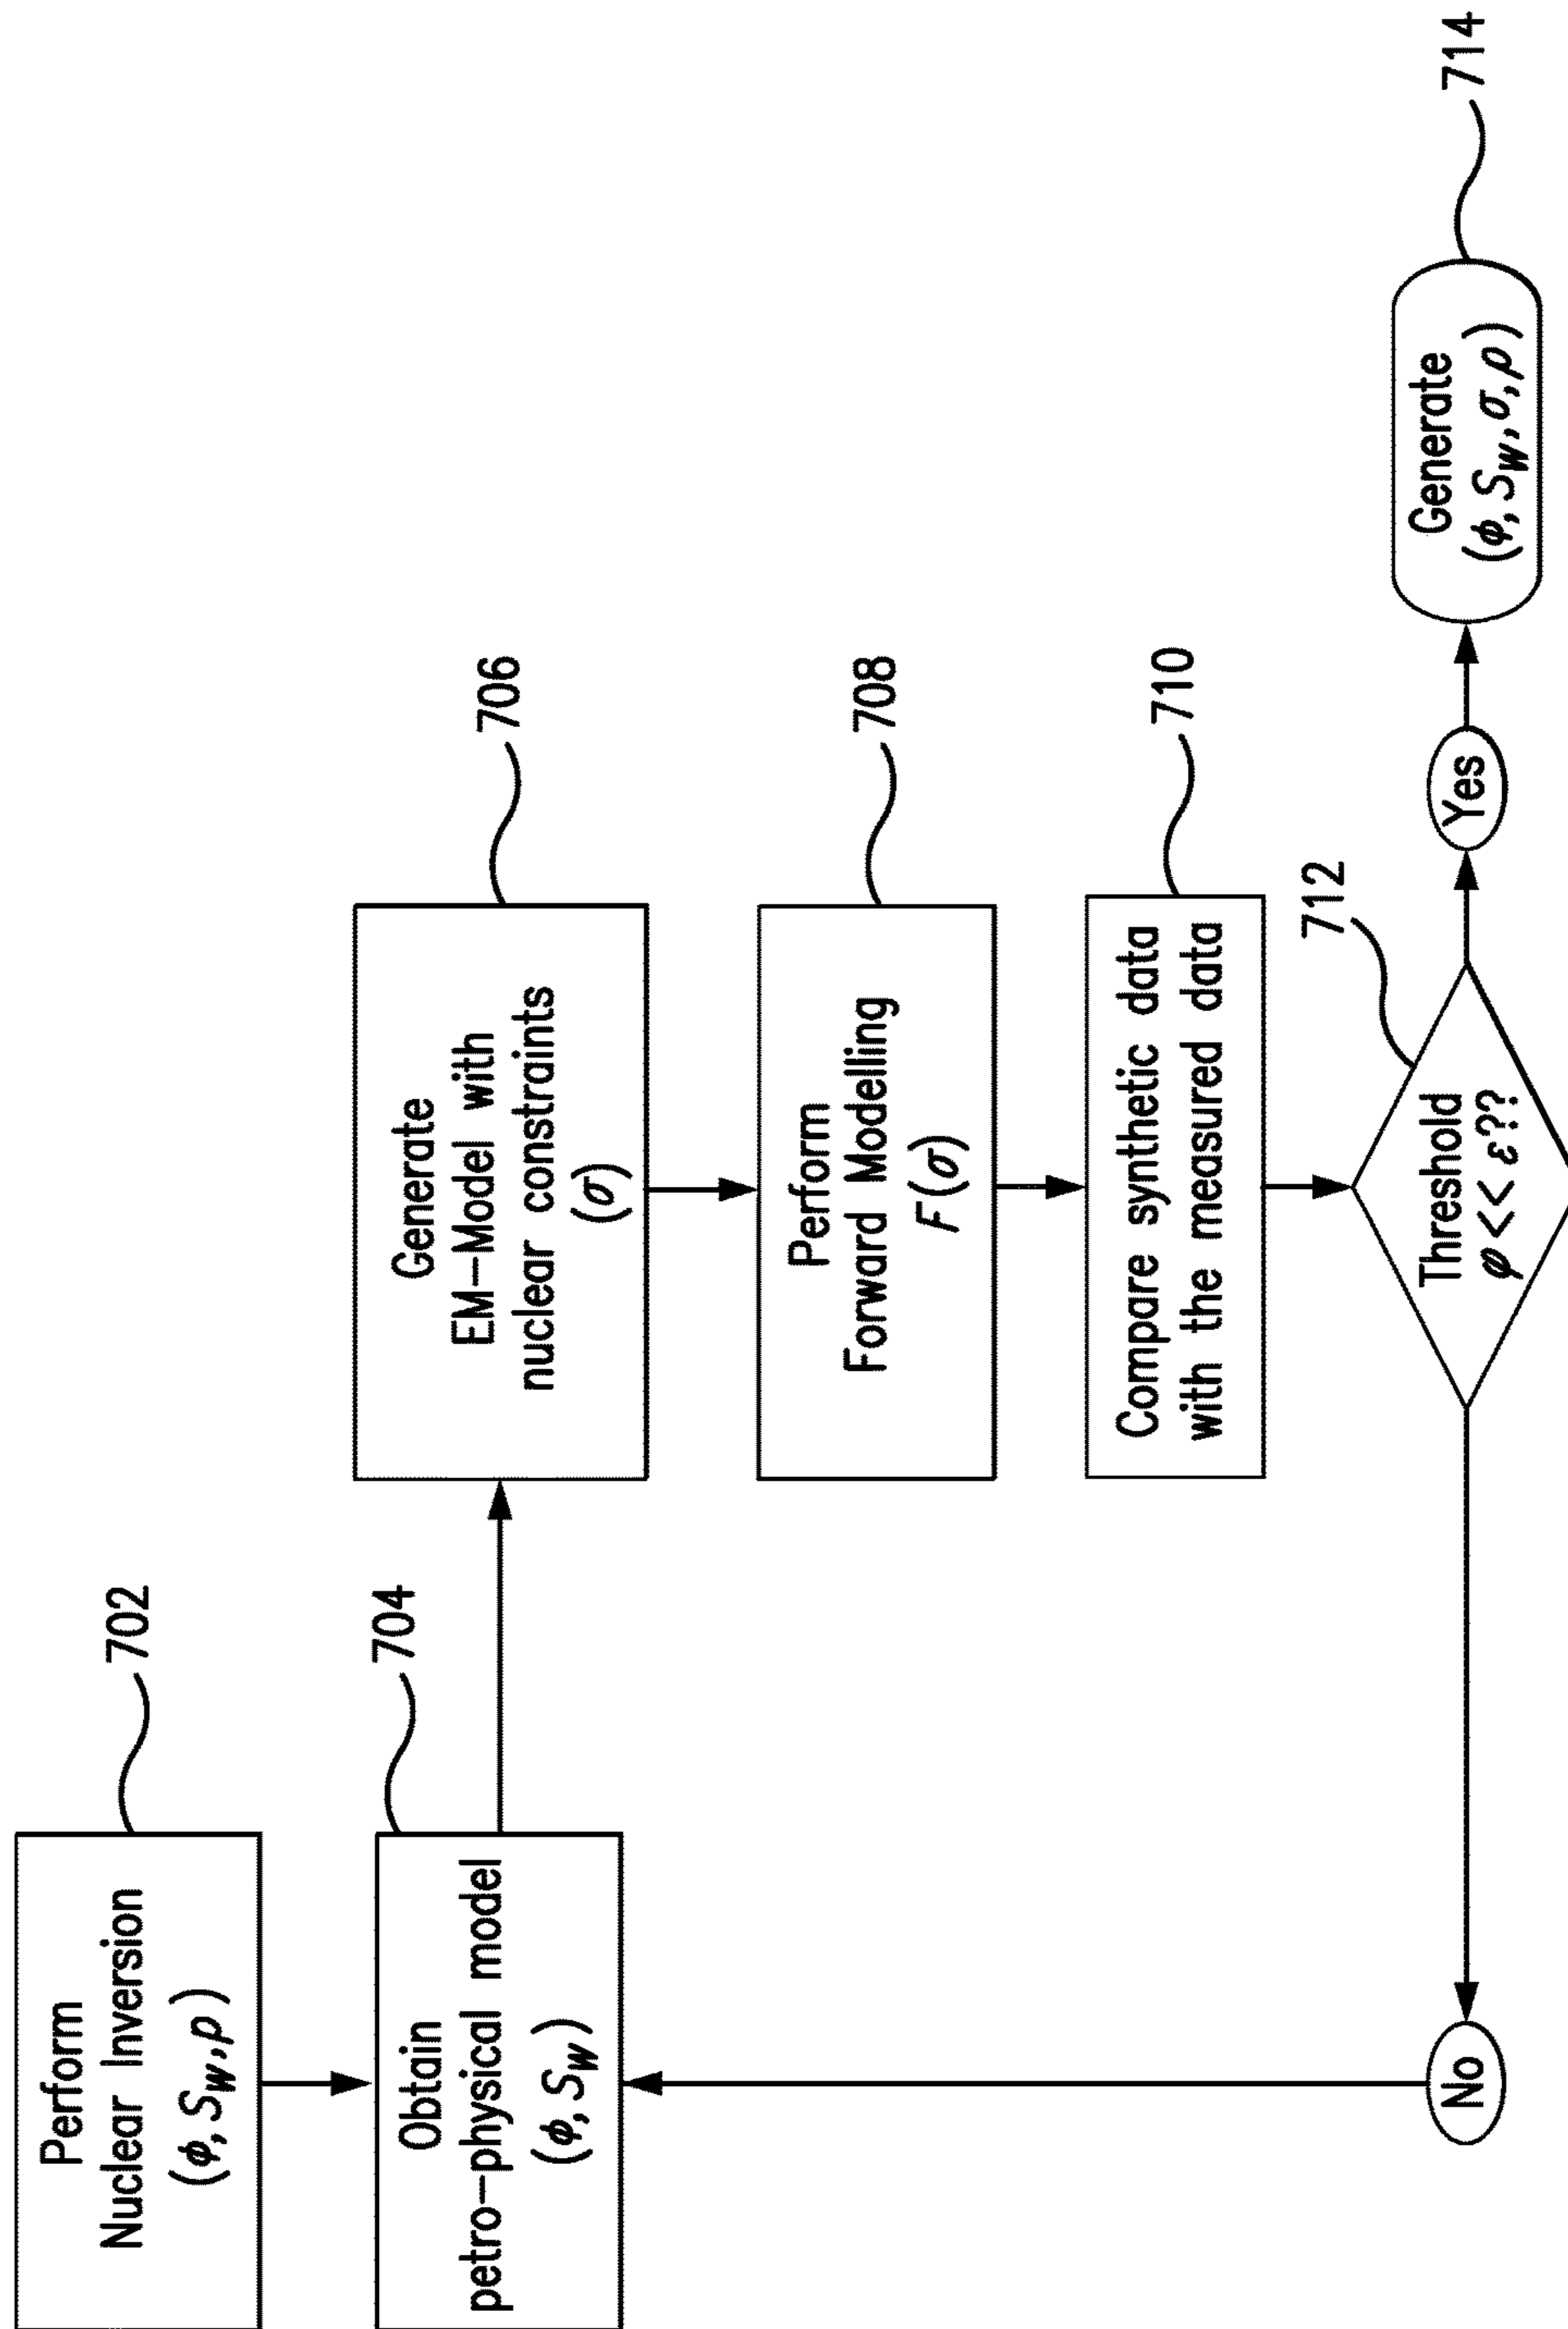 Perform
Nuclear Inversion
(ϕ, S_W, ρ)
702
Obtain
petro-physical model
(ϕ, S_W)
704
Generate
EM-Model with
nuclear constraints
(σ)
706
Perform
Forward Modelling
F(σ)
708
Compare synthetic data
with the measured data
710
Threshold
φ<< ε??
712
No
Yes
Generate
(ϕ, S_W, σ, ρ)
714